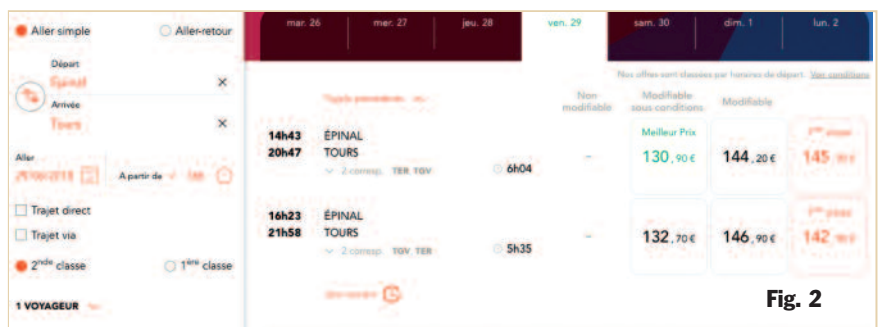 Aller simple Aller-retour
Départ
Épinal
Arrivée
Tours
Aller
A partir de
Trajet direct
Trajet via
2nde classe 1ère classe
1 VOYAGEUR
mar. 26 mer. 27 jeu. 28 ven. 29 sam. 30 dim. 1 lun. 2
Nos offres sont classées par horaires de départ. Voir conditions
Non modifiable Modifiable sous conditions Modifiable
14h43 ÉPINAL
20h47 TOURS
2 corresp. TER TGV 6h04
–
Meilleur Prix
130,90 €
144,20 €
145
16h23 ÉPINAL
21h58 TOURS
2 corresp. TGV TER 5h35
–
132,70 €
146,90 €
142
Fig. 2